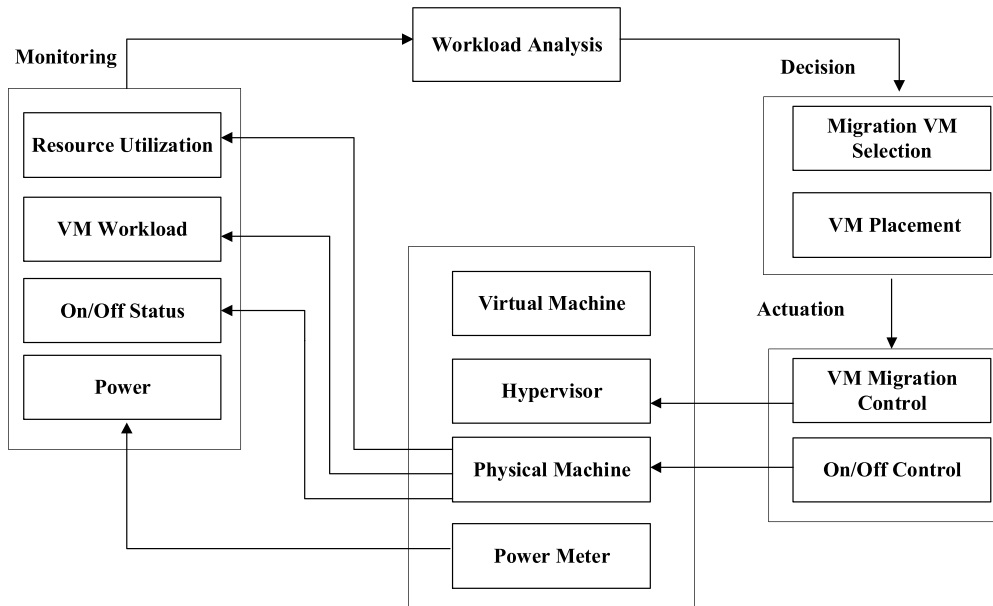 Monitoring
Workload Analysis
Decision
Resource Utilization
VM Workload
On/Off Status
Power
Migration VM
Selection
VM Placement
Actuation
Virtual Machine
Hypervisor
Physical Machine
Power Meter
VM Migration
Control
On/Off Control